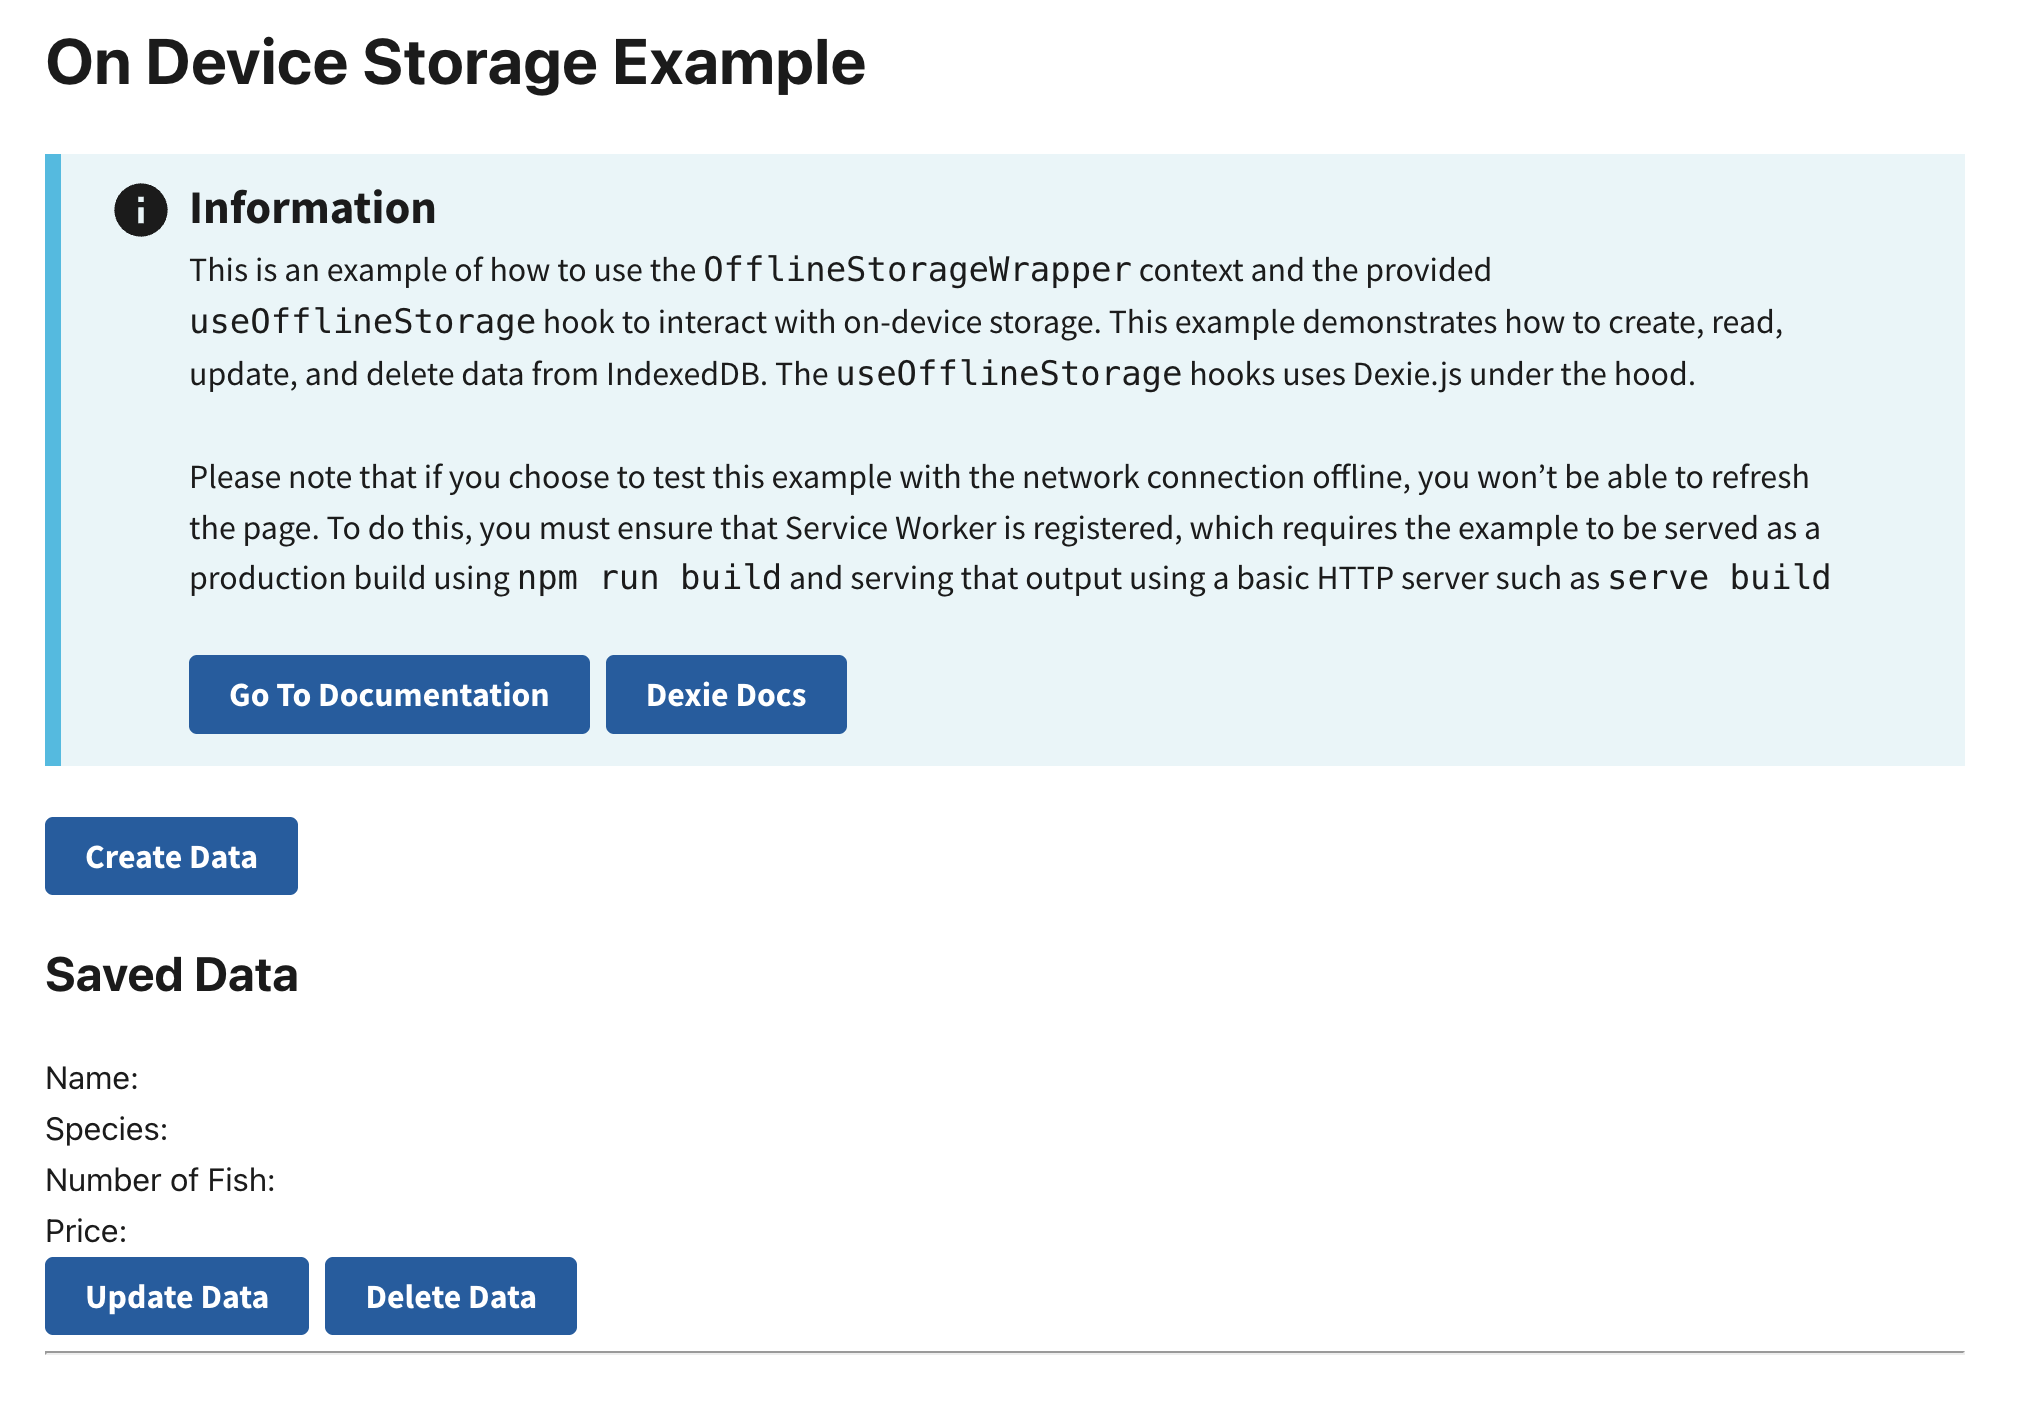 On Device Storage Example
Information
This is an example of how to use the OfflineStorageWrapper context and the provided
useOfflineStorage hook to interact with on-device storage. This example demonstrates how to create, read,
update, and delete data from IndexedDB. The useOfflineStorage hooks uses Dexie.js under the hood.
Please note that if you choose to test this example with the network connection offline, you won’t be able to refresh
the page. To do this, you must ensure that Service Worker is registered, which requires the example to be served as a
production build using npm run build and serving that output using a basic HTTP server such as serve build
Go To Documentation Dexie Docs
Create Data
Saved Data
Name:
Species:
Number of Fish:
Price:
Update Data Delete Data